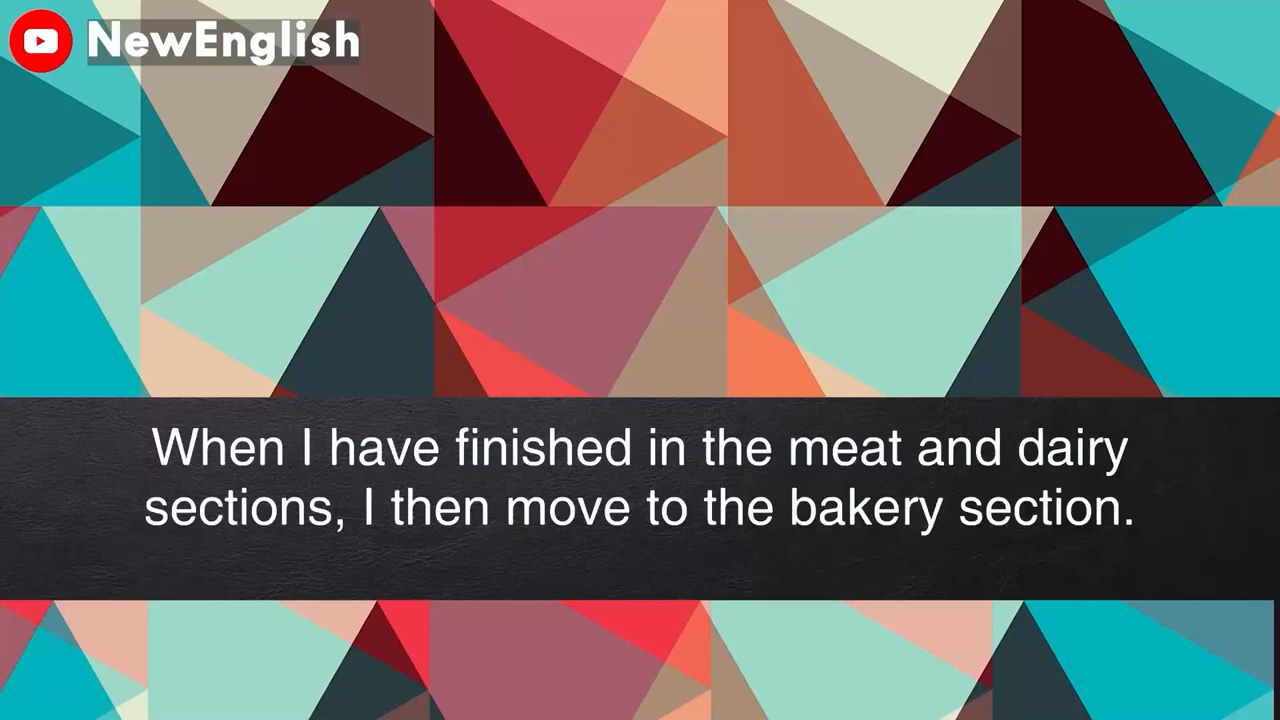 NewEnglish
When I have finished in the meat and dairy
sections, I then move to the bakery section.